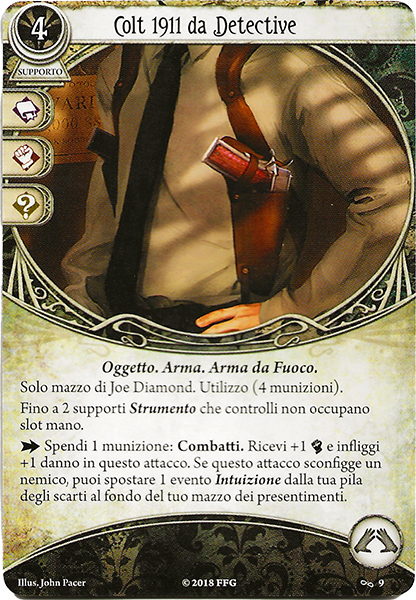 Colt 1911 da Detective
4
SUPPORTO
Oggetto. Arma. Arma da Fuoco.
Solo mazzo di Joe Diamond. Utilizzo (4 munizioni).
Fino a 2 supporti Strumento che controlli non occupano
slot mano.
Spendi 1 munizione: Combatti. Ricevi +1 e infliggi
+1 danno in questo attacco. Se questo attacco sconfigge un
nemico, puoi spostare 1 evento Intuizione dalla tua pila
degli scarti al fondo del tuo mazzo dei presentimenti.
Illus. John Pacer © 2018 FFG 9